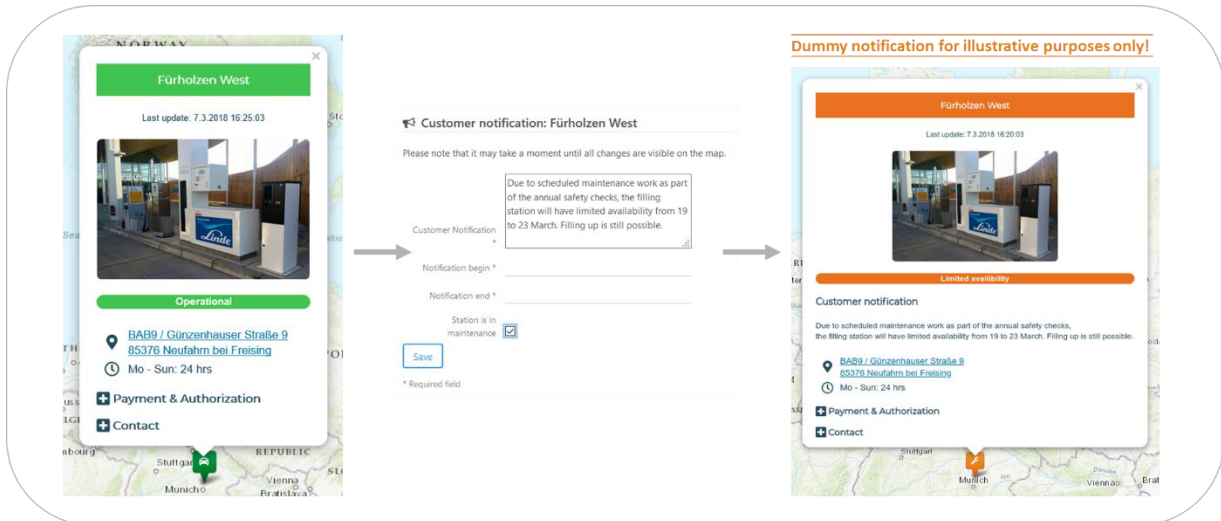 Dummy notification for illustrative purposes only!
NORWAY
×
Fürholzen West
Last update: 7.3.2018 16:25:03
Linde
Operational
BAB9 / Günzenhauser Straße 9
85376 Neufahrn bei Freising
Mo - Sun: 24 hrs
Payment & Authorization
Contact
REPUBLIC
Vienna
Bratislava
Customer notification: Fürholzen West
Please note that it may take a moment until all changes are visible on the map.
Customer Notification
*
Due to scheduled maintenance work as part
of the annual safety checks, the filling
station will have limited availability from 19
to 23 March. Filling up is still possible.
Notification begin *
Notification end *
Station is in
maintenance
Save
* Required field
×
Fürholzen West
Last update: 7.3.2018 16:20:03
Linde
Limited availibility
Customer notification
Due to scheduled maintenance work as part of the annual safety checks,
the filling station will have limited availability from 19 to 23 March. Filling up is still possible.
BAB9 / Günzenhauser Straße 9
85376 Neufahrn bei Freising
Mo - Sun: 24 hrs
Payment & Authorization
Contact
Stuttgart
Munich
Vienna